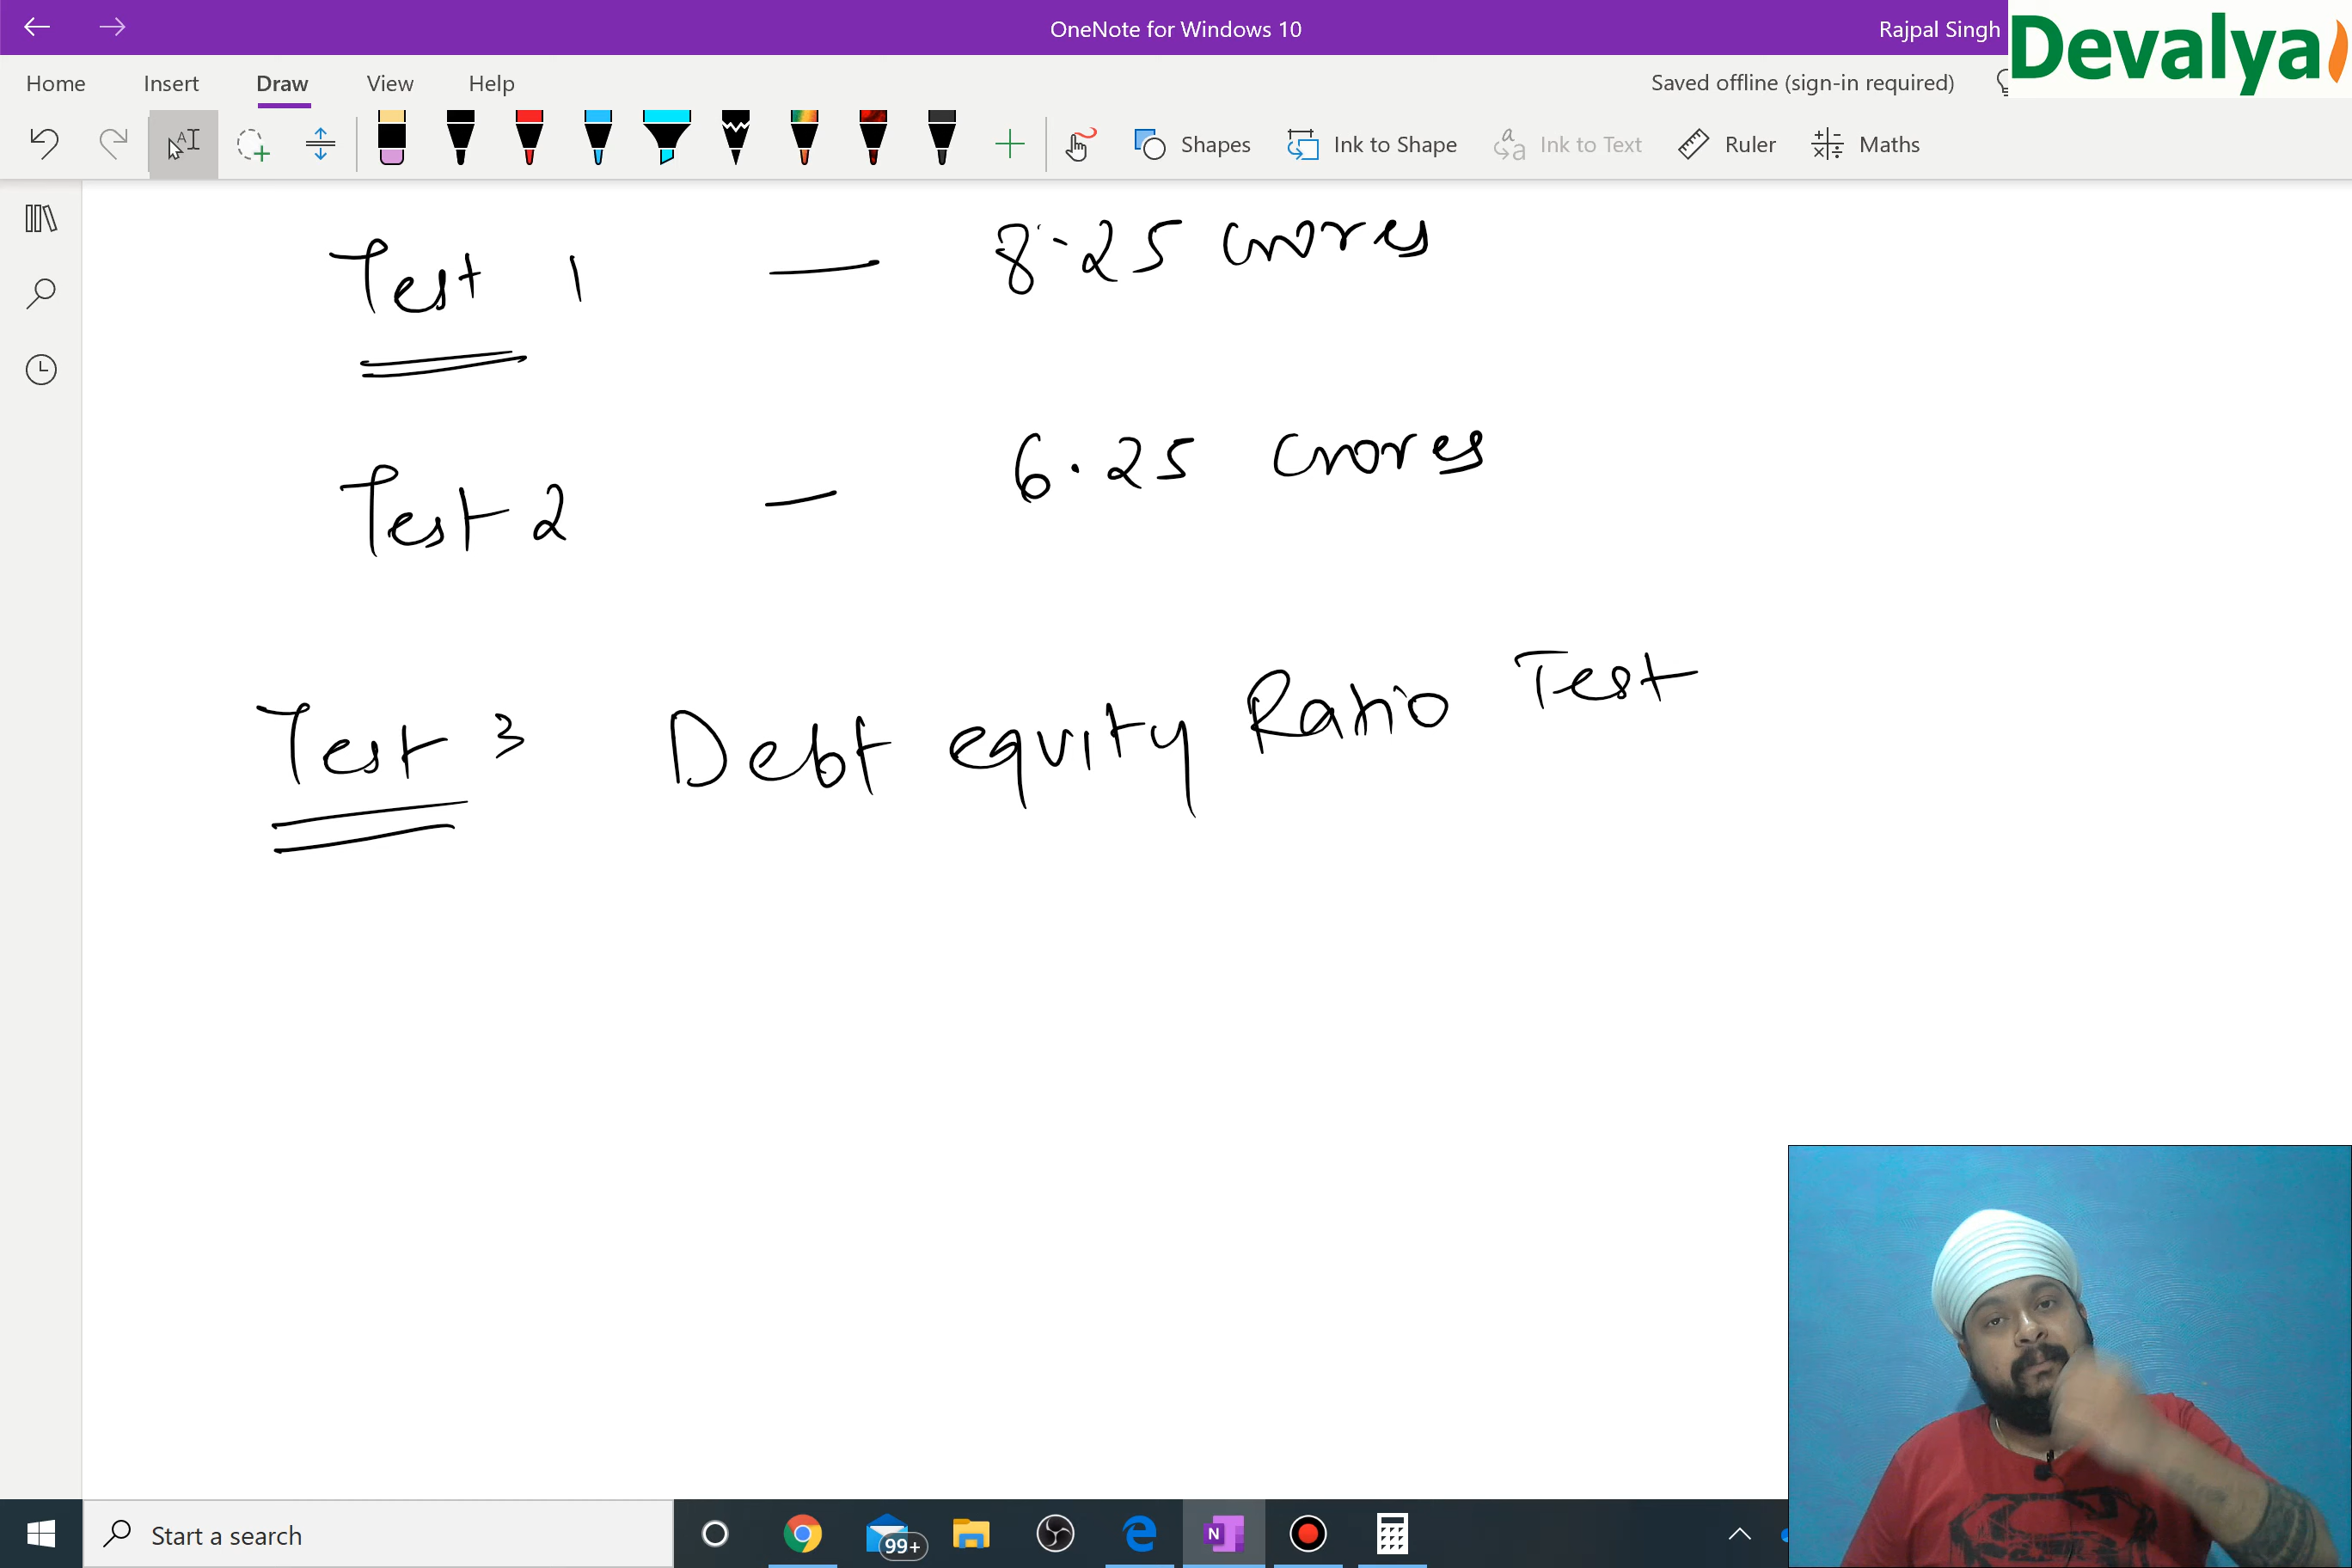 OneNote for Windows 10
Rajpal Singh
Devalya
Home Insert Draw View Help
Saved offline (sign-in required)
Shapes Ink to Shape Ink to Text Ruler Maths
Test 1 — 8.25 crores
Test 2 — 6.25 crores
Test 3 Debt equity Ratio Test
Start a search
99+